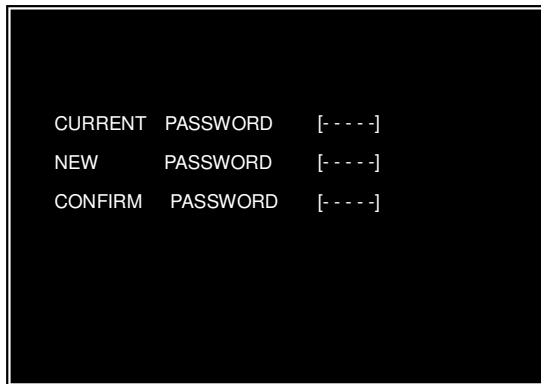 CURRENT PASSWORD [- - - - -]
NEW PASSWORD [- - - - -]
CONFIRM PASSWORD [- - - - -]